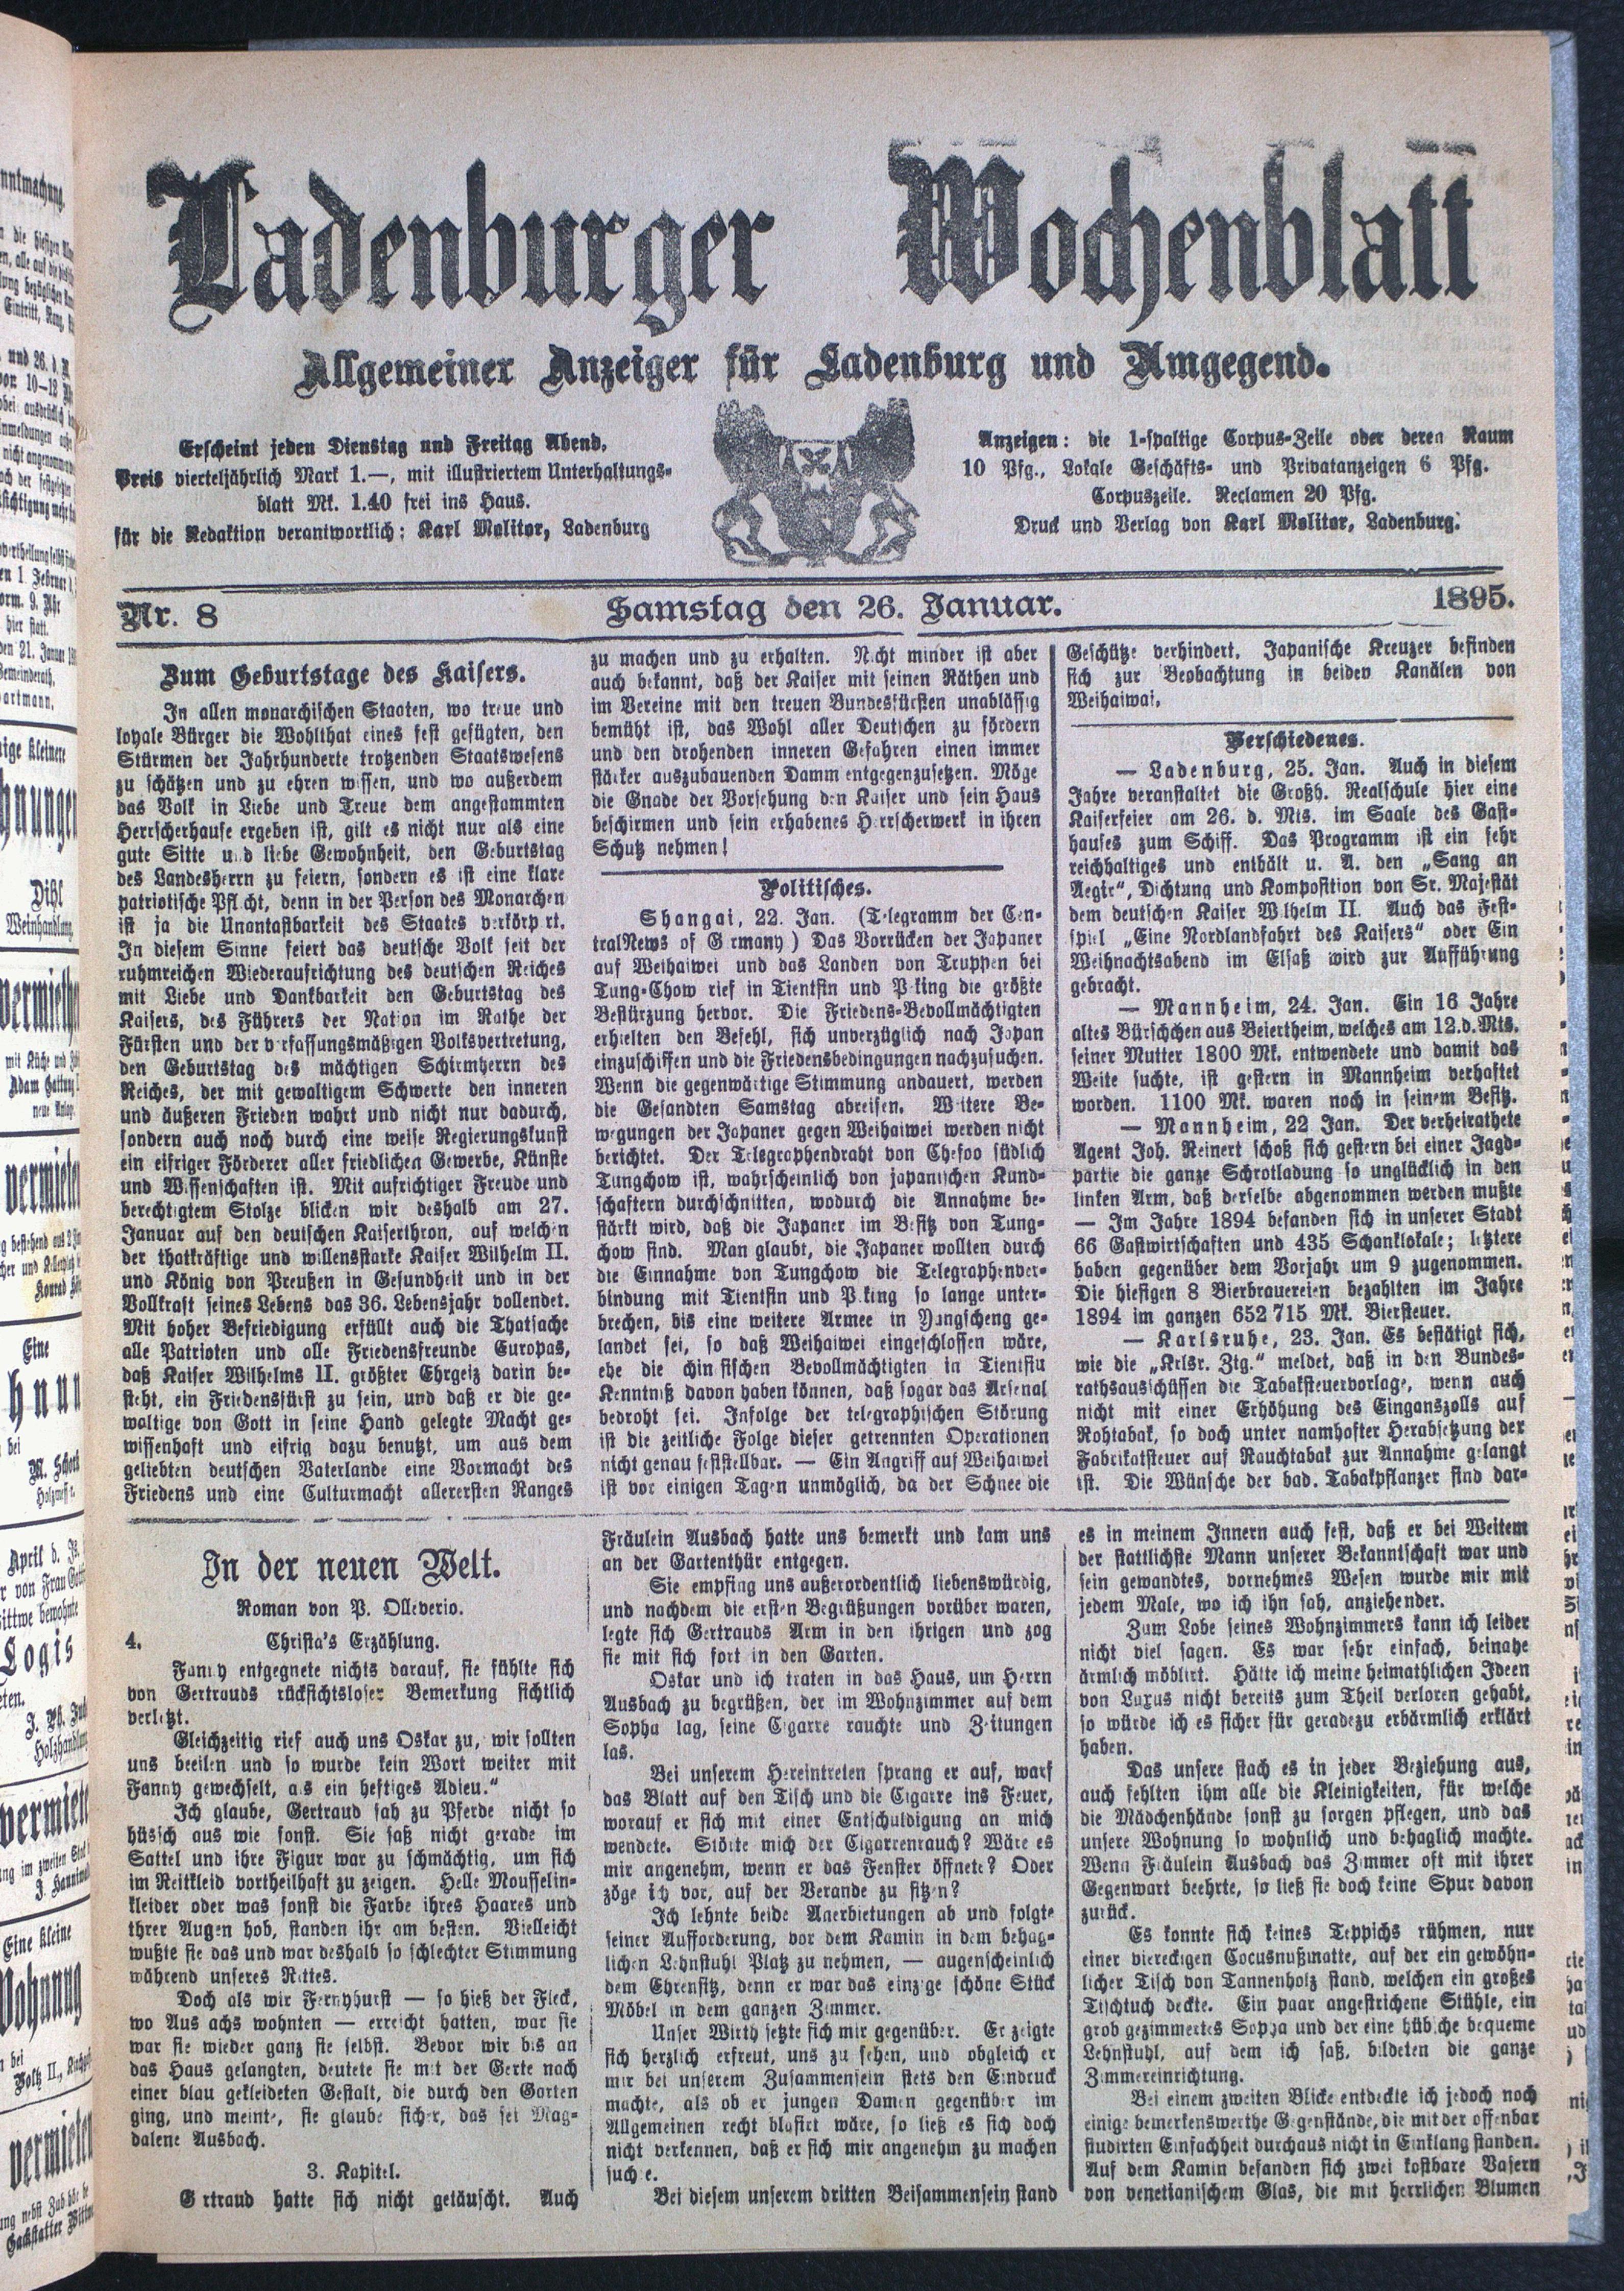 Ladenburger Wochenblatt
Allgemeiner Anzeiger für Ladenburg und Umgegend.
Erscheint jeden Dienstag und Freitag Abend.
Preis vierteljährlich Mark 1.—, mit illustriertem Unterhaltungs-
blatt Mk. 1.40 frei ins Haus.
für die Redaktion verantwortlich: Karl Molitor, Ladenburg
Anzeigen: die 1-spaltige Corpus-Zeile oder deren Raum
10 Pfg., Lokale Geschäfts- und Privatanzeigen 6 Pfg.
Corpuszeile. Reclamen 20 Pfg.
Druck und Verlag von Karl Molitor, Ladenburg.
Nr. 8
Samstag den 26. Januar.
1895.
Zum Geburtstage des Kaisers.
In allen monarchischen Staaten, wo treue und
loyale Bürger die Wohlthat eines fest gefügten, den
Stürmen der Jahrhunderte trotzenden Staatswesens
zu schätzen und zu ehren wissen, und wo außerdem
das Volk in Liebe und Treue dem angestammten
Herrscherhause ergeben ist, gilt es nicht nur als eine
gute Sitte und liebe Gewohnheit, den Geburtstag
des Landesherrn zu feiern, sondern es ist eine klare
patriotische Pflicht, denn in der Person des Monarchen
ist ja die Unantastbarkeit des Staates verkörpert.
In diesem Sinne feiert das deutsche Volk seit der
ruhmreichen Wiederaufrichtung des deutschen Reiches
mit Liebe und Dankbarkeit den Geburtstag des
Kaisers, des Führers der Nation im Rathe der
Fürsten und der verfassungsmäßigen Volksvertretung,
den Geburtstag des mächtigen Schirmherrn des
Reiches, der mit gewaltigem Schwerte den inneren
und äußeren Frieden wahrt und nicht nur dadurch,
sondern auch noch durch eine weise Regierungskunst
ein eifriger Förderer aller friedlichen Gewerbe, Künste
und Wissenschaften ist. Mit aufrichtiger Freude und
berechtigtem Stolze blicken wir deshalb am 27.
Januar auf den deutschen Kaiserthron, auf welchen
der thatkräftige und willensstarke Kaiser Wilhelm II.
und König von Preußen in Gesundheit und in der
Vollkraft seines Lebens das 36. Lebensjahr vollendet.
Mit hoher Befriedigung erfüllt auch die Thatsache
alle Patrioten und alle Friedensfreunde Europas,
daß Kaiser Wilhelms II. größter Ehrgeiz darin be-
steht, ein Friedensfürst zu sein, und daß er die ge-
waltige von Gott in seine Hand gelegte Macht ge-
wissenhaft und eifrig dazu benutzt, um aus dem
geliebten deutschen Vaterlande eine Vormacht des
Friedens und eine Culturmacht allerersten Ranges
zu machen und zu erhalten. Nicht minder ist aber
auch bekannt, daß der Kaiser mit seinen Räthen und
im Vereine mit den treuen Bundesfürsten unablässig
bemüht ist, das Wohl aller Deutschen zu fördern
und den drohenden inneren Gefahren einen immer
stärker auszubauenden Damm entgegenzusetzen. Möge
die Gnade der Vorsehung den Kaiser und sein Haus
beschirmen und sein erhabenes Herrscherwerk in ihren
Schutz nehmen!
Politisches.
Shangai, 22. Jan. (Telegramm der Cen-
tralNews of Germany) Das Vorrücken der Japaner
auf Weihaiwei und das Landen von Truppen bei
Tung-Chow rief in Tientsin und Peking die größte
Bestürzung hervor. Die Friedens-Bevollmächtigten
erhielten den Befehl, sich unverzüglich nach Japan
einzuschiffen und die Friedensbedingungen nachzusuchen.
Wenn die gegenwärtige Stimmung andauert, werden
die Gesandten Samstag abreisen. Weitere Be-
wegungen der Japaner gegen Weihaiwei werden nicht
berichtet. Der Telegraphendraht von Chefoo südlich
Tungchow ist, wahrscheinlich von japanischen Kund-
schaftern durchschnitten, wodurch die Annahme be-
stärkt wird, daß die Japaner im Besitz von Tung-
chow sind. Man glaubt, die Japaner wollten durch
die Einnahme von Tungchow die Telegraphenver-
bindung mit Tientsin und Peking so lange unter-
brechen, bis eine weitere Armee in Yungscheng ge-
landet sei, so daß Weihaiwei eingeschlossen wäre,
ehe die chinesischen Bevollmächtigten in Tientsin
Kenntniß davon haben können, daß sogar das Arsenal
bedroht sei. Infolge der telegraphischen Störung
ist die zeitliche Folge dieser getrennten Operationen
nicht genau feststellbar. — Ein Angriff auf Weihaiwei
ist vor einigen Tagen unmöglich, da der Schnee die
Geschütze verhindert. Japanische Kreuzer befinden
sich zur Beobachtung in beiden Kanälen von
Weihaiwai.
Verschiedenes.
— Ladenburg, 25. Jan. Auch in diesem
Jahre veranstaltet die Großh. Realschule hier eine
Kaiserfeier am 26. d. Mts. im Saale des Gast-
hauses zum Schiff. Das Programm ist ein sehr
reichhaltiges und enthält u. A. den „Sang an
Aegir“, Dichtung und Komposition von Sr. Majestät
dem deutschen Kaiser Wilhelm II. Auch das Fest-
spiel „Eine Nordlandfahrt des Kaisers“ oder Ein
Weihnachtsabend im Elsaß wird zur Aufführung
gebracht.
— Mannheim, 24. Jan. Ein 16 Jahre
altes Bürschchen aus Beiertheim, welches am 12.d.Mts.
seiner Mutter 1800 Mk. entwendete und damit das
Weite suchte, ist gestern in Mannheim verhaftet
worden. 1100 Mk. waren noch in seinem Besitz.
— Mannheim, 22 Jan. Der verheirathete
Agent Joh. Reinert schoß sich gestern bei einer Jagd-
partie die ganze Schrotladung so unglücklich in den
linken Arm, daß derselbe abgenommen werden mußte
— Im Jahre 1894 befanden sich in unserer Stadt
66 Gastwirtschaften und 435 Schanklokale; letztere
haben gegenüber dem Vorjahr um 9 zugenommen.
Die hiesigen 8 Bierbrauereien bezahlten im Jahre
1894 im ganzen 652 715 Mk. Biersteuer.
— Karlsruhe, 23. Jan. Es bestätigt sich,
wie die „Krlsr. Ztg.“ meldet, daß in den Bundes-
rathsausschüssen die Tabaksteuervorlage, wenn auch
nicht mit einer Erhöhung des Einganszolls auf
Rohtabak, so doch unter namhafter Herabsetzung der
Fabrikatsteuer auf Rauchtabak zur Annahme gelangt
ist. Die Wünsche der bad. Tabakpflanzer sind dar-
In der neuen Welt.
Roman von P. Olleverio.
4. Christa's Erzählung.
Fanny entgegnete nichts darauf, sie fühlte sich
von Gertrauds rücksichtsloser Bemerkung sichtlich
verletzt.
Gleichzeitig rief auch uns Oskar zu, wir sollten
uns beeilen und so wurde kein Wort weiter mit
Fanny gewechselt, als ein heftiges Adieu.“
Ich glaube, Gertraud sah zu Pferde nicht so
hübsch aus wie sonst. Sie saß nicht gerade im
Sattel und ihre Figur war zu schmächtig, um sich
im Reitkleid vortheilhaft zu zeigen. Helle Mousselin-
kleider oder was sonst die Farbe ihres Haares und
ihrer Augen hob, standen ihr am besten. Vielleicht
wußte sie das und war deshalb so schlechter Stimmung
während unseres Rittes.
Doch als wir Fernyhurst — so hieß der Fleck,
wo Ausbachs wohnten — erreicht hatten, war sie
war sie wieder ganz sie selbst. Bevor wir bis an
das Haus gelangten, deutete sie mit der Gerte nach
einer blau gekleideten Gestalt, die durch den Garten
ging, und meinte, sie glaube sicher, das sei Mag-
dalene Ausbach.
3. Kapitel.
Gertraud hatte sich nicht getäuscht. Auch
Fräulein Ausbach hatte uns bemerkt und kam uns
an der Gartenthür entgegen.
Sie empfing uns außerordentlich liebenswürdig,
und nachdem die ersten Begrüßungen vorüber waren,
legte sich Gertrauds Arm in den ihrigen und zog
sie mit sich fort in den Garten.
Oskar und ich traten in das Haus, um Herrn
Ausbach zu begrüßen, der im Wohnzimmer auf dem
Sopha lag, seine Cigarre rauchte und Zeitungen
las.
Bei unserem Hereintreten sprang er auf, warf
das Blatt auf den Tisch und die Cigarre ins Feuer,
worauf er sich mit einer Entschuldigung an mich
wendete. Störte mich der Cigarrenrauch? Wäre es
mir angenehm, wenn er das Fenster öffnete? Oder
zöge ich vor, auf der Verande zu sitzen?
Ich lehnte beide Anerbietungen ab und folgte
seiner Aufforderung, vor dem Kamin in dem behag-
lichen Lehnstuhl Platz zu nehmen, — augenscheinlich
dem Ehrensitz, denn er war das einzige schöne Stück
Möbel in dem ganzen Zimmer.
Unser Wirth setzte sich mir gegenüber. Er zeigte
sich herzlich erfreut, uns zu sehen, und obgleich er
mir bei unserem Zusammensein stets den Eindruck
machte, als ob er jungen Damen gegenüber im
Allgemeinen recht blasirt wäre, so ließ es sich doch
nicht verkennen, daß er sich mir angenehm zu machen
suchte.
Bei diesem unserem dritten Beisammensein stand
es in meinem Innern auch fest, daß er bei Weitem
der stattlichste Mann unserer Bekanntschaft war und
sein gewandtes, vornehmes Wesen wurde mir mit
jedem Male, wo ich ihn sah, anziehender.
Zum Lobe seines Wohnzimmers kann ich leider
nicht viel sagen. Es war sehr einfach, beinahe
ärmlich möblirt. Hätte ich meine heimathlichen Ideen
von Luxus nicht bereits zum Theil verloren gehabt,
so würde ich es sicher für geradezu erbärmlich erklärt
haben.
Das unsere stach es in jeder Beziehung aus,
auch fehlten ihm alle die Kleinigkeiten, für welche
die Mädchenhände sonst zu sorgen pflegen, und das
unsere Wohnung so wohnlich und behaglich machte.
Wenn Fräulein Ausbach das Zimmer oft mit ihrer
Gegenwart beehrte, so ließ sie doch keine Spur davon
zurück.
Es konnte sich keines Teppichs rühmen, nur
einer viereckigen Cocusnußmatte, auf der ein gewöhn-
licher Tisch von Tannenholz stand, welchen ein großes
Tischtuch deckte. Ein paar angestrichene Stühle, ein
grob gezimmertes Sopha und der eine hübsche bequeme
Lehnstuhl, auf dem ich saß, bildeten die ganze
Zimmereinrichtung.
Bei einem zweiten Blicke entdeckte ich jedoch noch
einige bemerkenswerthe Gegenstände, die mit der offenbar
studirten Einfachheit durchaus nicht in Einklang standen.
Auf dem Kamin befanden sich zwei kostbare Vasern
von venetianischem Glas, die mit herrlichen Blumen